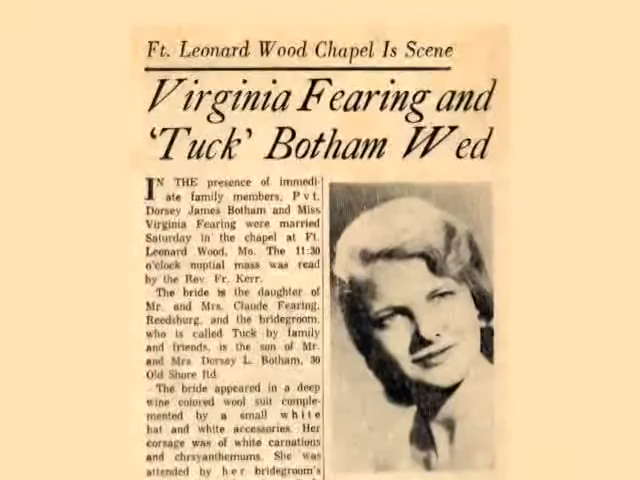 Ft. Leonard Wood Chapel Is Scene
Virginia Fearing and
‘Tuck’ Botham Wed
IN THE presence of immedi-
ate family members, Pvt.
Dorsey James Botham and Miss
Virginia Fearing were married
Saturday in the chapel at Ft.
Leonard Wood, Mo. The 11:30
o'clock nuptial mass was read
by the Rev. Fr. Kerr.
The bride is the daughter of
Mr. and Mrs. Claude Fearing,
Reedsburg, and the bridegroom,
who is called Tuck by family
and friends, is the son of Mr.
and Mrs. Dorsey L. Botham, 30
Old Shore Rd.
The bride appeared in a deep
wine colored wool suit comple-
mented by a small white
hat and white accessories. Her
corsage was of white carnations
and chrsyanthemums. She was
attended by her bridegroom's